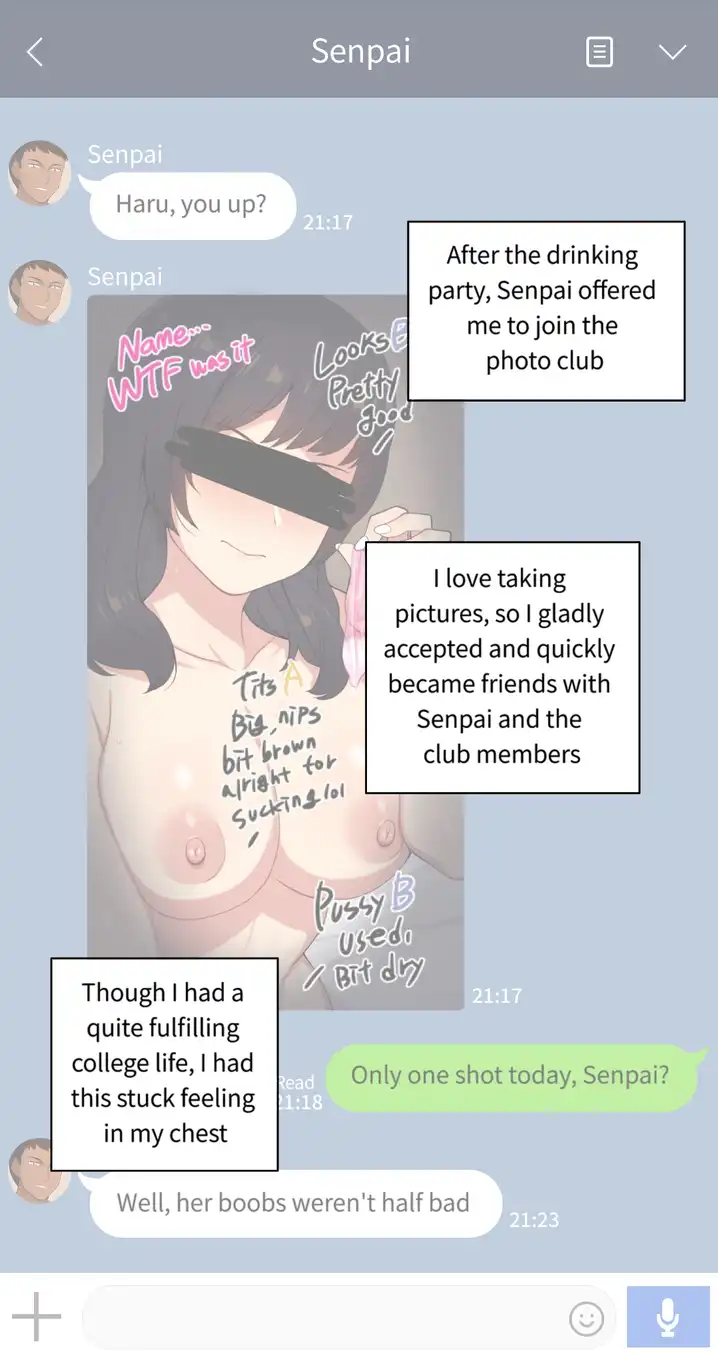 Senpai
Senpai
Haru, you up?
21:17
After the drinking
party, Senpai offered
me to join the
photo club
Senpai
Name...
WTF was it
Looks B
Pretty
good
I love taking
pictures, so I gladly
accepted and quickly
became friends with
Senpai and the
club members
Tits A
Big, nips
bit brown
alright for
sucking lol
Pussy B
Used,
Bit dry
21:17
Though I had a
quite fulfilling
college life, I had
this stuck feeling
in my chest
Read
21:18
Only one shot today, Senpai?
Well, her boobs weren't half bad
21:23